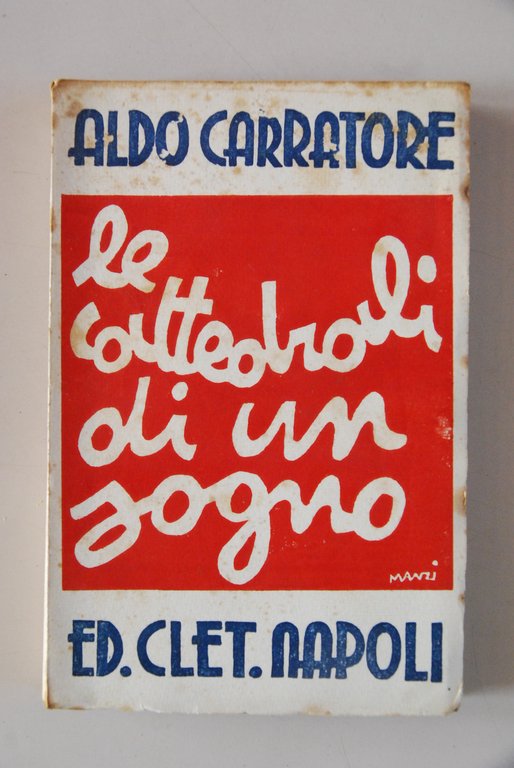 ALDO CARRATORE
le
cattedrali
di un
sogno
MANZI
ED. CLET. NAPOLI